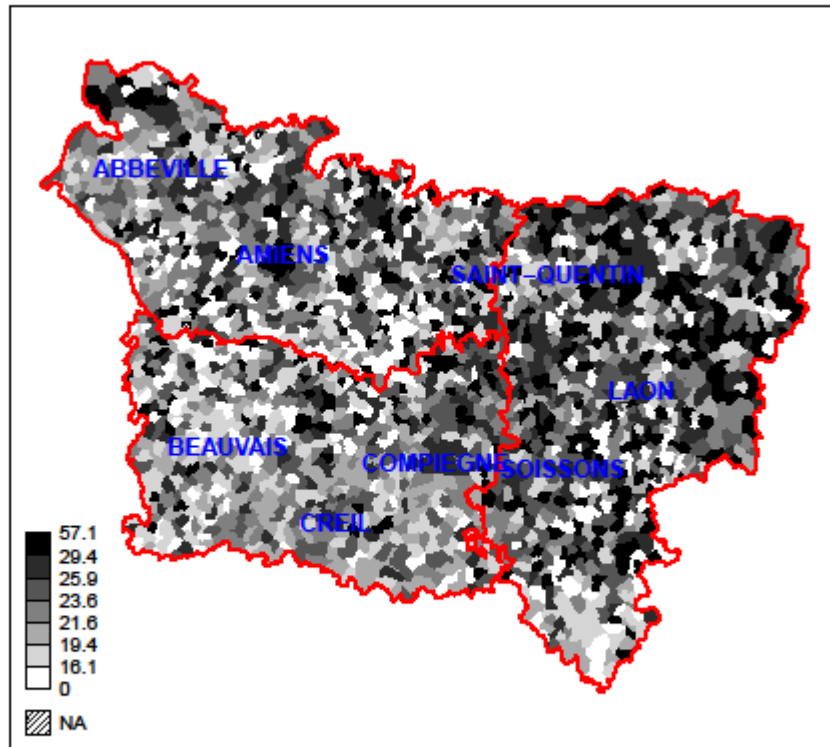 ABBEVILLE
AMIENS
SAINT−QUENTIN
LAON
BEAUVAIS
COMPIEGNE
SOISSONS
CREIL
57.1
29.4
25.9
23.6
21.6
19.4
16.1
0
NA